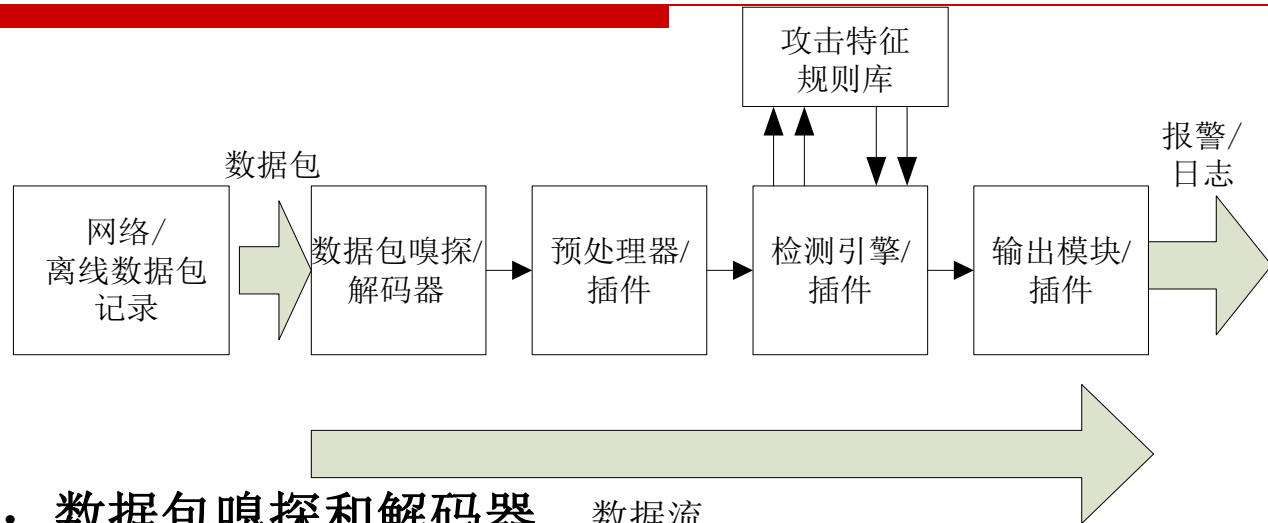 攻击特征
规则库
报警/
日志
数据包
网络/
离线数据包
记录
数据包嗅探/
解码器
预处理器/
插件
检测引擎/
插件
输出模块/
插件
• 数据包嗅探和解码器
数据流